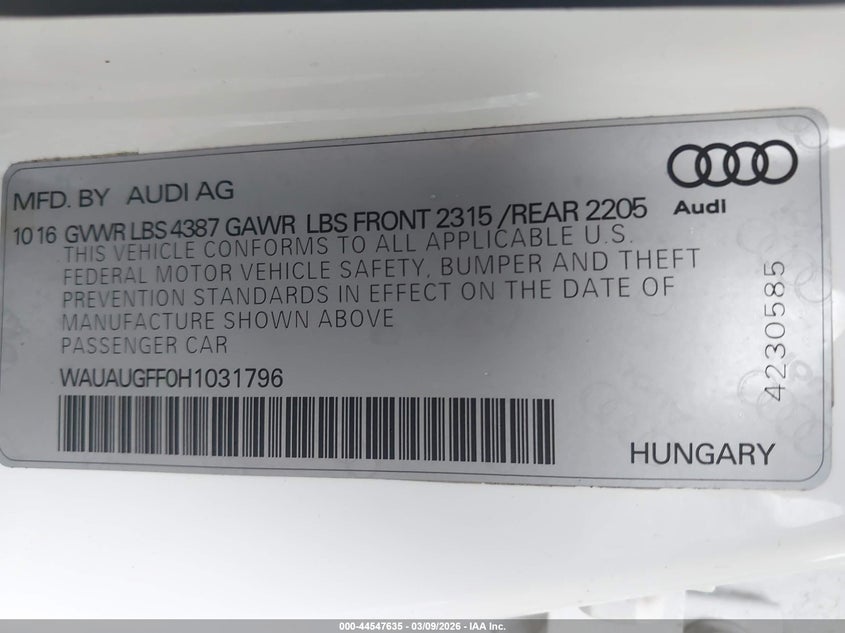 MFD. BY AUDI AG
Audi
10 16 GVWR LBS 4387 GAWR LBS FRONT 2315 /REAR 2205
THIS VEHICLE CONFORMS TO ALL APPLICABLE U.S.
FEDERAL MOTOR VEHICLE SAFETY, BUMPER AND THEFT
PREVENTION STANDARDS IN EFFECT ON THE DATE OF
MANUFACTURE SHOWN ABOVE
PASSENGER CAR
WAUAUGFF0H1031796
HUNGARY
4230585
000-44547635 - 03/09/2026 - IAA Inc.